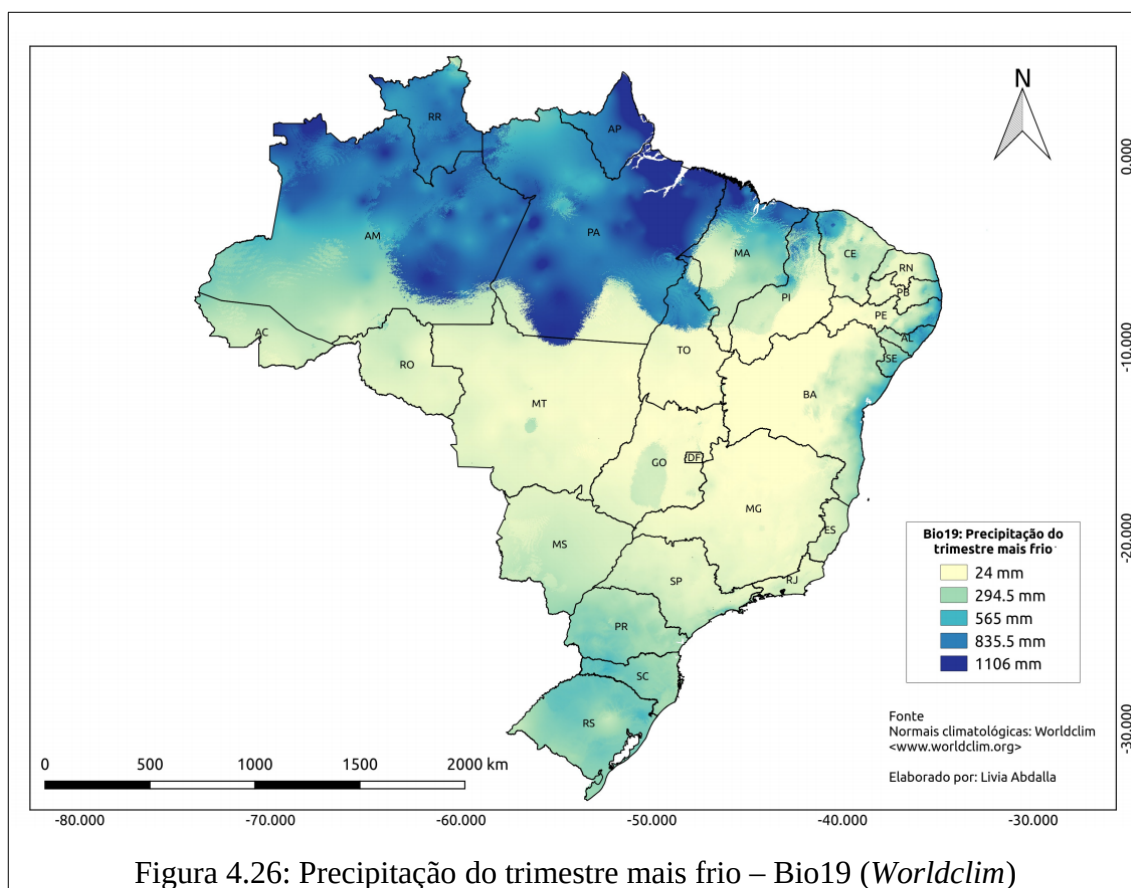 N
RR
AP
AM
PA
MA
CE
RN
PB
PI
PE
AL
SE
AC
RO
TO
BA
MT
GO
DF
MG
ES
MS
SP
RJ
PR
SC
RS
0.000
-10.000
-20.000
-30.000
Bio19: Precipitação do
trimestre mais frio
24 mm
294.5 mm
565 mm
835.5 mm
1106 mm
Fonte
Normais climatológicas: Worldclim
<www.worldclim.org>
Elaborado por: Livia Abdalla
0 500 1000 1500 2000 km
-80.000 -70.000 -60.000 -50.000 -40.000 -30.000
Figura 4.26: Precipitação do trimestre mais frio – Bio19 (Worldclim)